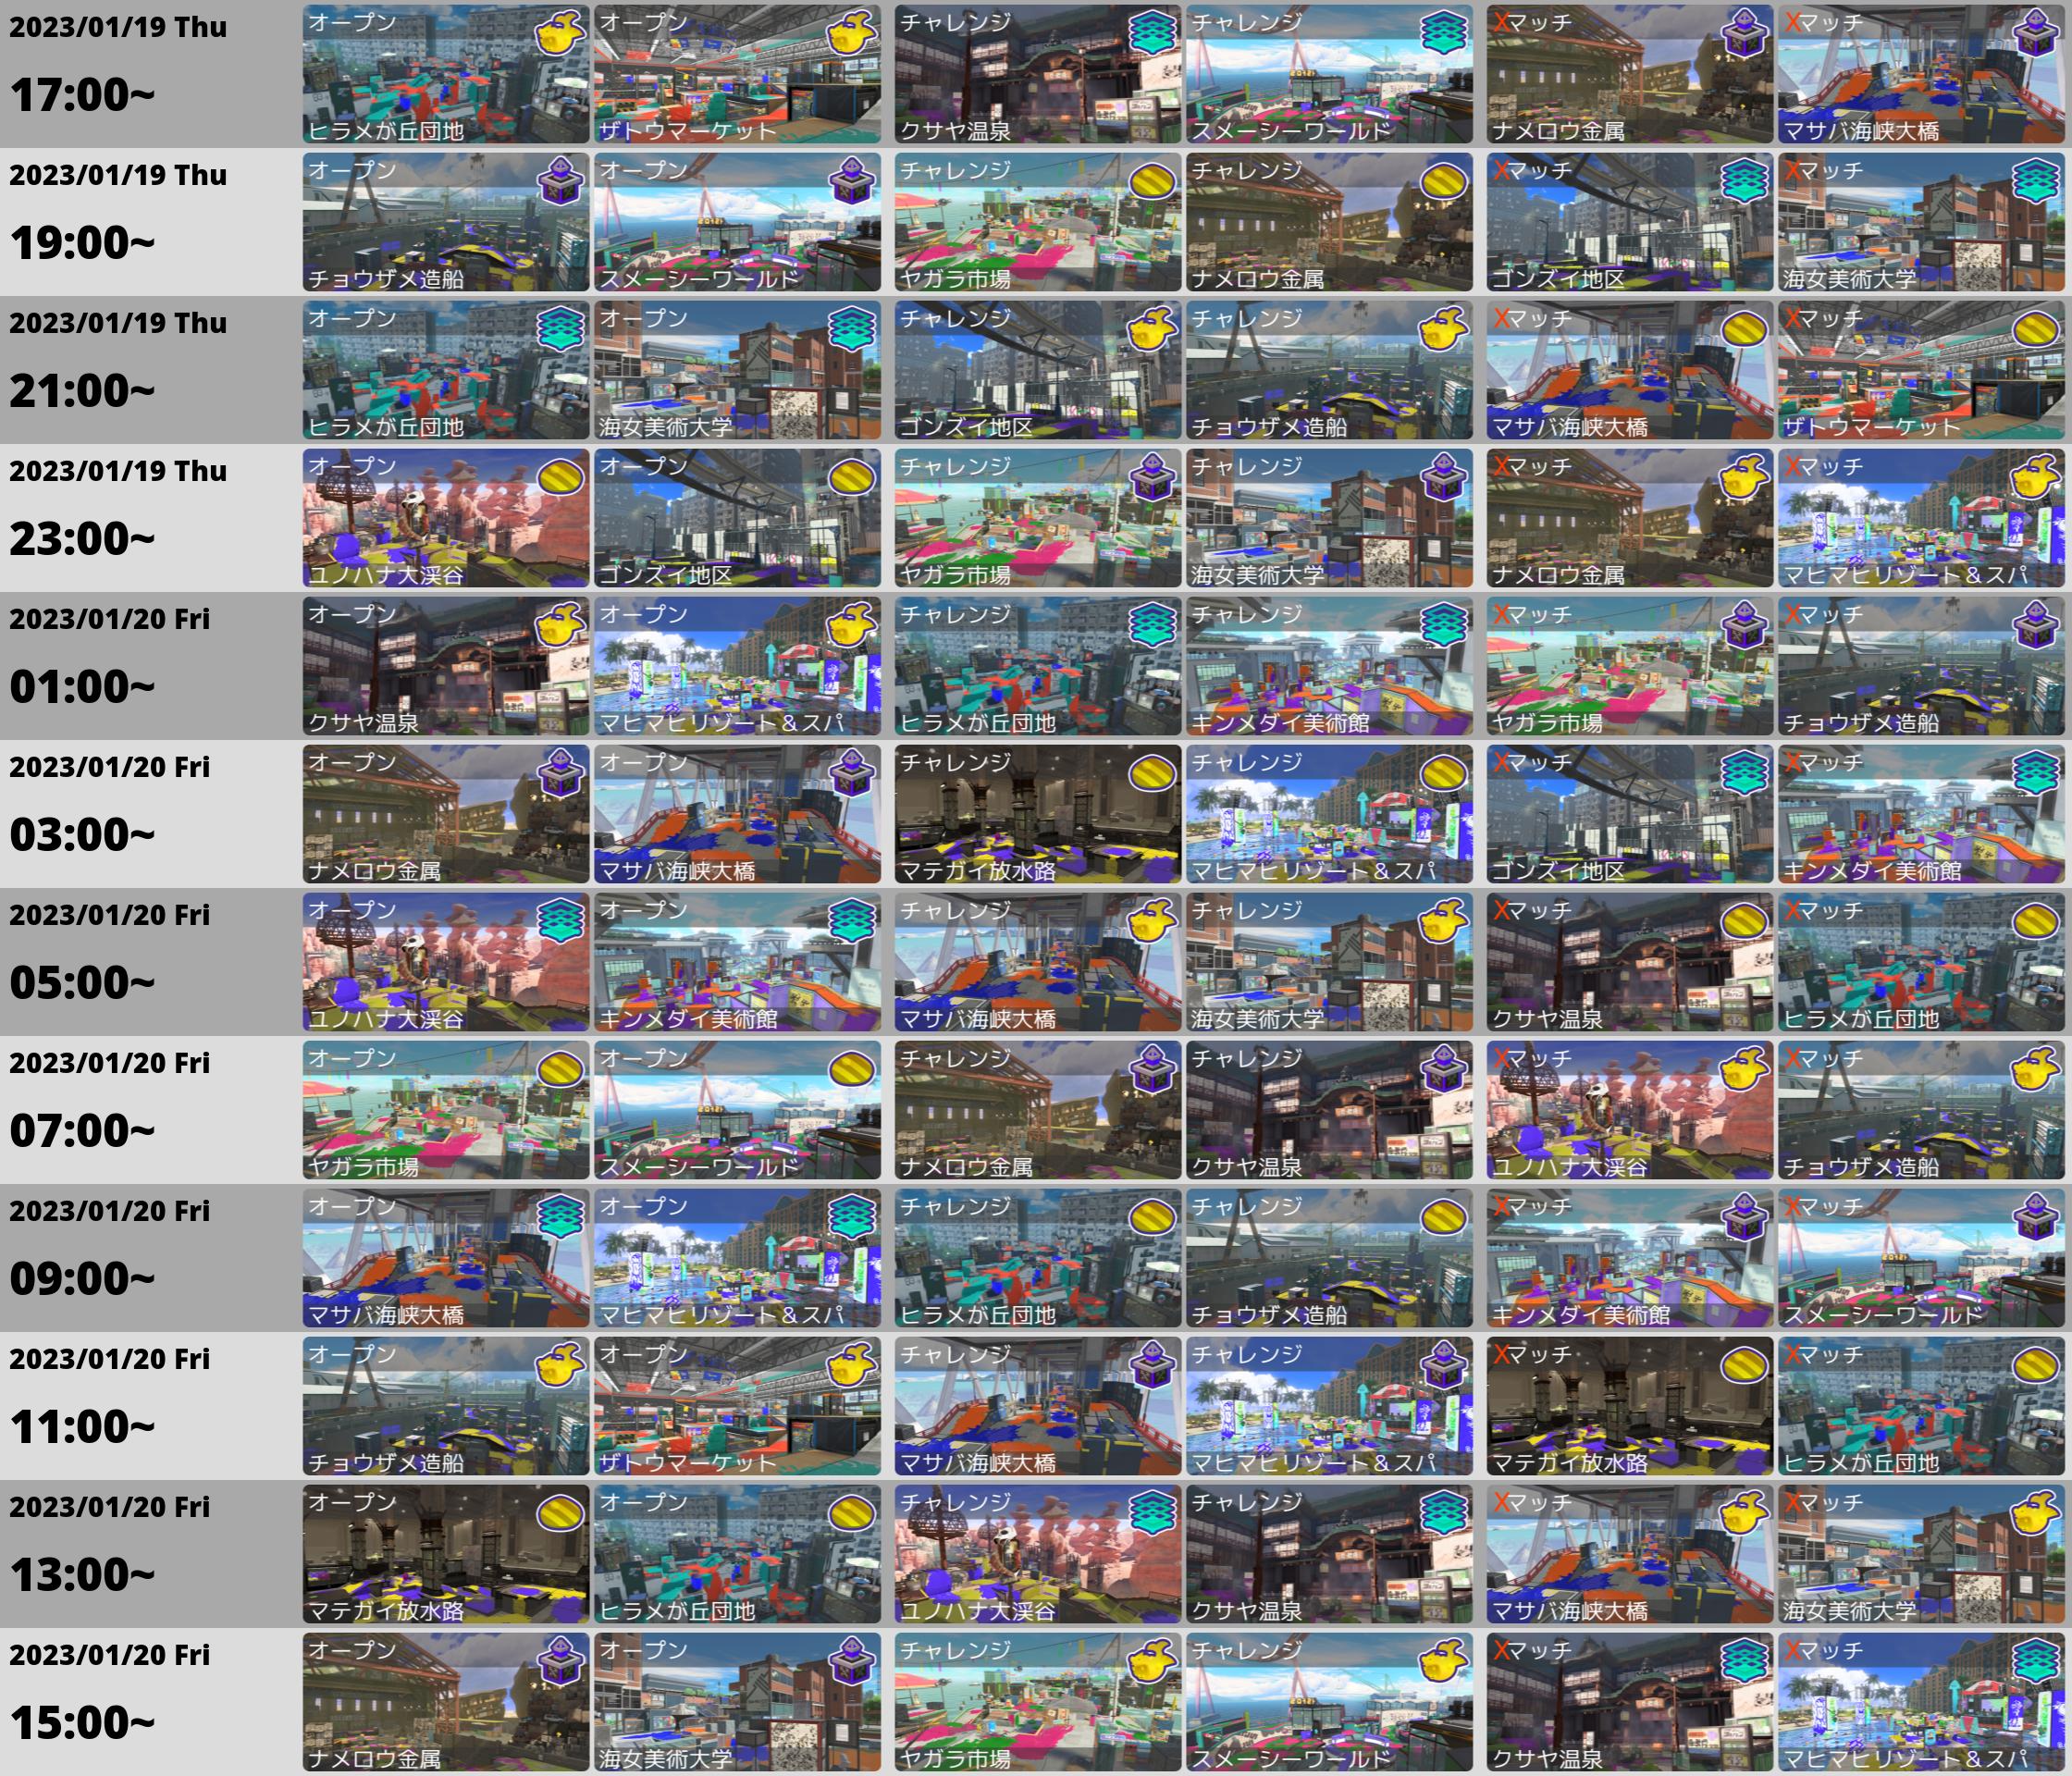 2023/01/19 Thu
17:00~
オープン オープン チャレンジ チャレンジ Xマッチ Xマッチ
ヒラメが丘団地 ザトウマーケット クサヤ温泉 スメーシーワールド ナメロウ金属 マサバ海峡大橋
2023/01/19 Thu
19:00~
オープン オープン チャレンジ チャレンジ Xマッチ Xマッチ
チョウザメ造船 スメーシーワールド ヤガラ市場 ナメロウ金属 ゴンズイ地区 海女美術大学
2023/01/19 Thu
21:00~
オープン オープン チャレンジ チャレンジ Xマッチ Xマッチ
ヒラメが丘団地 海女美術大学 ゴンズイ地区 チョウザメ造船 マサバ海峡大橋 ザトウマーケット
2023/01/19 Thu
23:00~
オープン オープン チャレンジ チャレンジ Xマッチ Xマッチ
ユノハナ大渓谷 ゴンズイ地区 ヤガラ市場 海女美術大学 ナメロウ金属 マヒマヒリゾート＆スパ
2023/01/20 Fri
01:00~
オープン オープン チャレンジ チャレンジ Xマッチ Xマッチ
クサヤ温泉 マヒマヒリゾート＆スパ ヒラメが丘団地 キンメダイ美術館 ヤガラ市場 チョウザメ造船
2023/01/20 Fri
03:00~
オープン オープン チャレンジ チャレンジ Xマッチ Xマッチ
ナメロウ金属 マサバ海峡大橋 マテガイ放水路 マヒマヒリゾート＆スパ ゴンズイ地区 キンメダイ美術館
2023/01/20 Fri
05:00~
オープン オープン チャレンジ チャレンジ Xマッチ Xマッチ
ユノハナ大渓谷 キンメダイ美術館 マサバ海峡大橋 海女美術大学 クサヤ温泉 ヒラメが丘団地
2023/01/20 Fri
07:00~
オープン オープン チャレンジ チャレンジ Xマッチ Xマッチ
ヤガラ市場 スメーシーワールド ナメロウ金属 クサヤ温泉 ユノハナ大渓谷 チョウザメ造船
2023/01/20 Fri
09:00~
オープン オープン チャレンジ チャレンジ Xマッチ Xマッチ
マサバ海峡大橋 マヒマヒリゾート＆スパ ヒラメが丘団地 チョウザメ造船 キンメダイ美術館 スメーシーワールド
2023/01/20 Fri
11:00~
オープン オープン チャレンジ チャレンジ Xマッチ Xマッチ
チョウザメ造船 ザトウマーケット マサバ海峡大橋 マヒマヒリゾート＆スパ マテガイ放水路 ヒラメが丘団地
2023/01/20 Fri
13:00~
オープン オープン チャレンジ チャレンジ Xマッチ Xマッチ
マテガイ放水路 ヒラメが丘団地 ユノハナ大渓谷 クサヤ温泉 マサバ海峡大橋 海女美術大学
2023/01/20 Fri
15:00~
オープン オープン チャレンジ チャレンジ Xマッチ Xマッチ
ナメロウ金属 海女美術大学 ヤガラ市場 スメーシーワールド クサヤ温泉 マヒマヒリゾート＆スパ